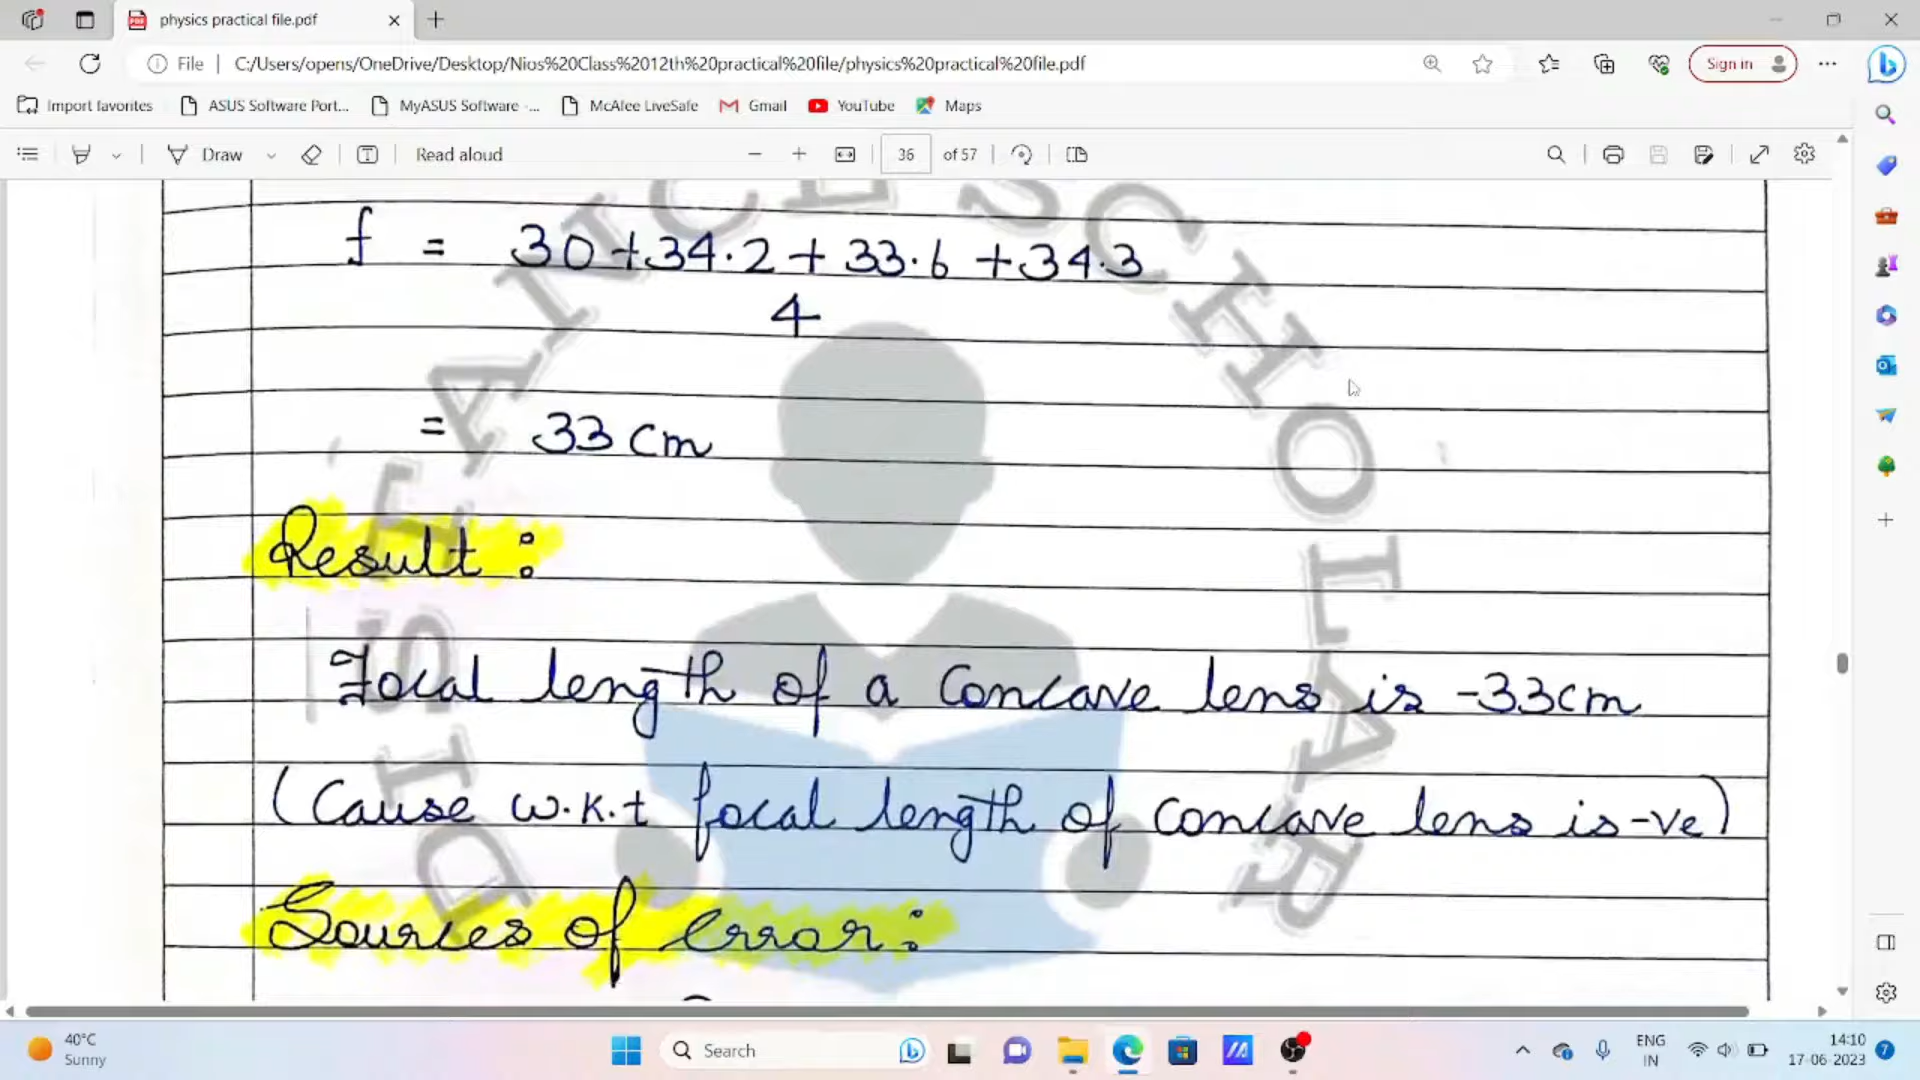 physics practical file.pdf
File
C:/Users/opens/OneDrive/Desktop/Nios%20Class%2012th%20practical%20file/physics%20practical%20file.pdf
Sign in
Import favorites
ASUS Software Port...
MyASUS Software -...
McAfee LiveSafe
Gmail
YouTube
Maps
Draw
Read aloud
36 of 57
f = 30+34.2+33.6+34.3
4
= 33 cm
Result :
Focal length of a Concave lens is -33cm
(Cause w.k.t focal length of concave lens is -ve)
Sources of error :
DISTANCE SCHOLAR
40°C
Sunny
Search
ENG
IN
14:10
17-06-2023
7